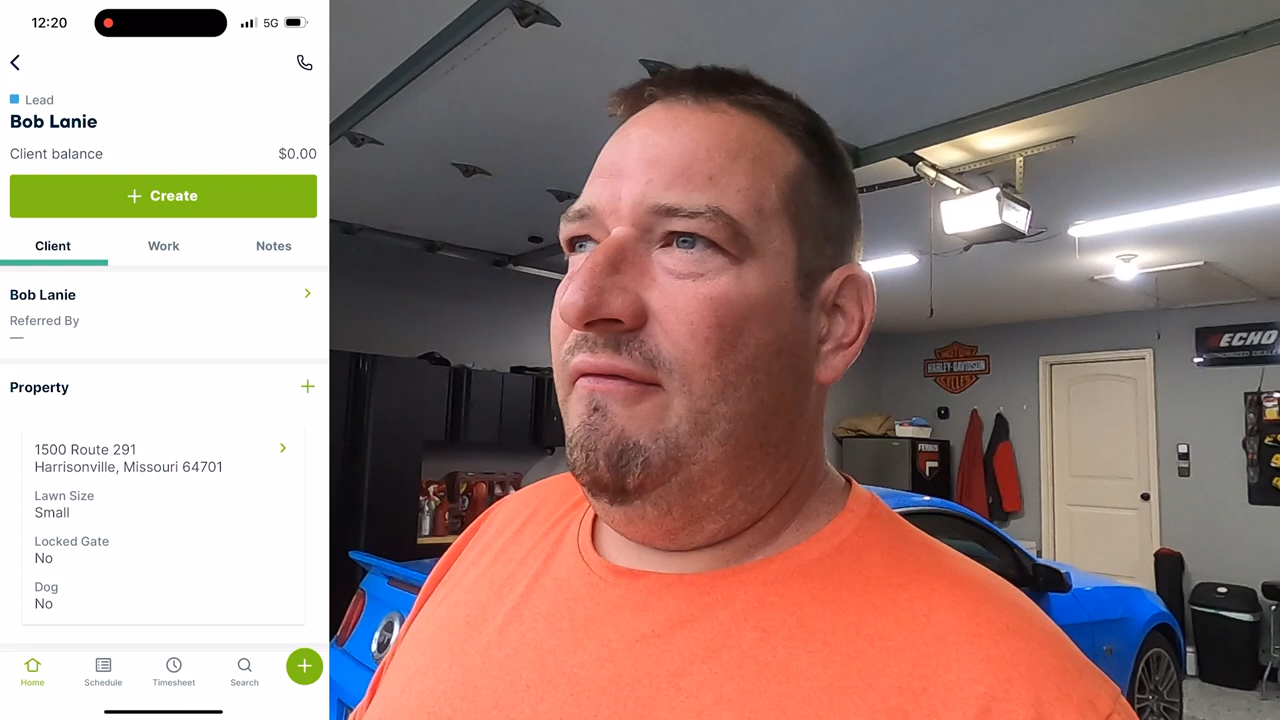 12:20
5G
Lead
Bob Lanie
Client balance
$0.00
+ Create
Client
Work
Notes
Bob Lanie
Referred By
—
Property
1500 Route 291
Harrisonville, Missouri 64701
Lawn Size
Small
Locked Gate
No
Dog
No
Home
Schedule
Timesheet
Search
HARLEY-DAVIDSON
ECHO
FERRIS